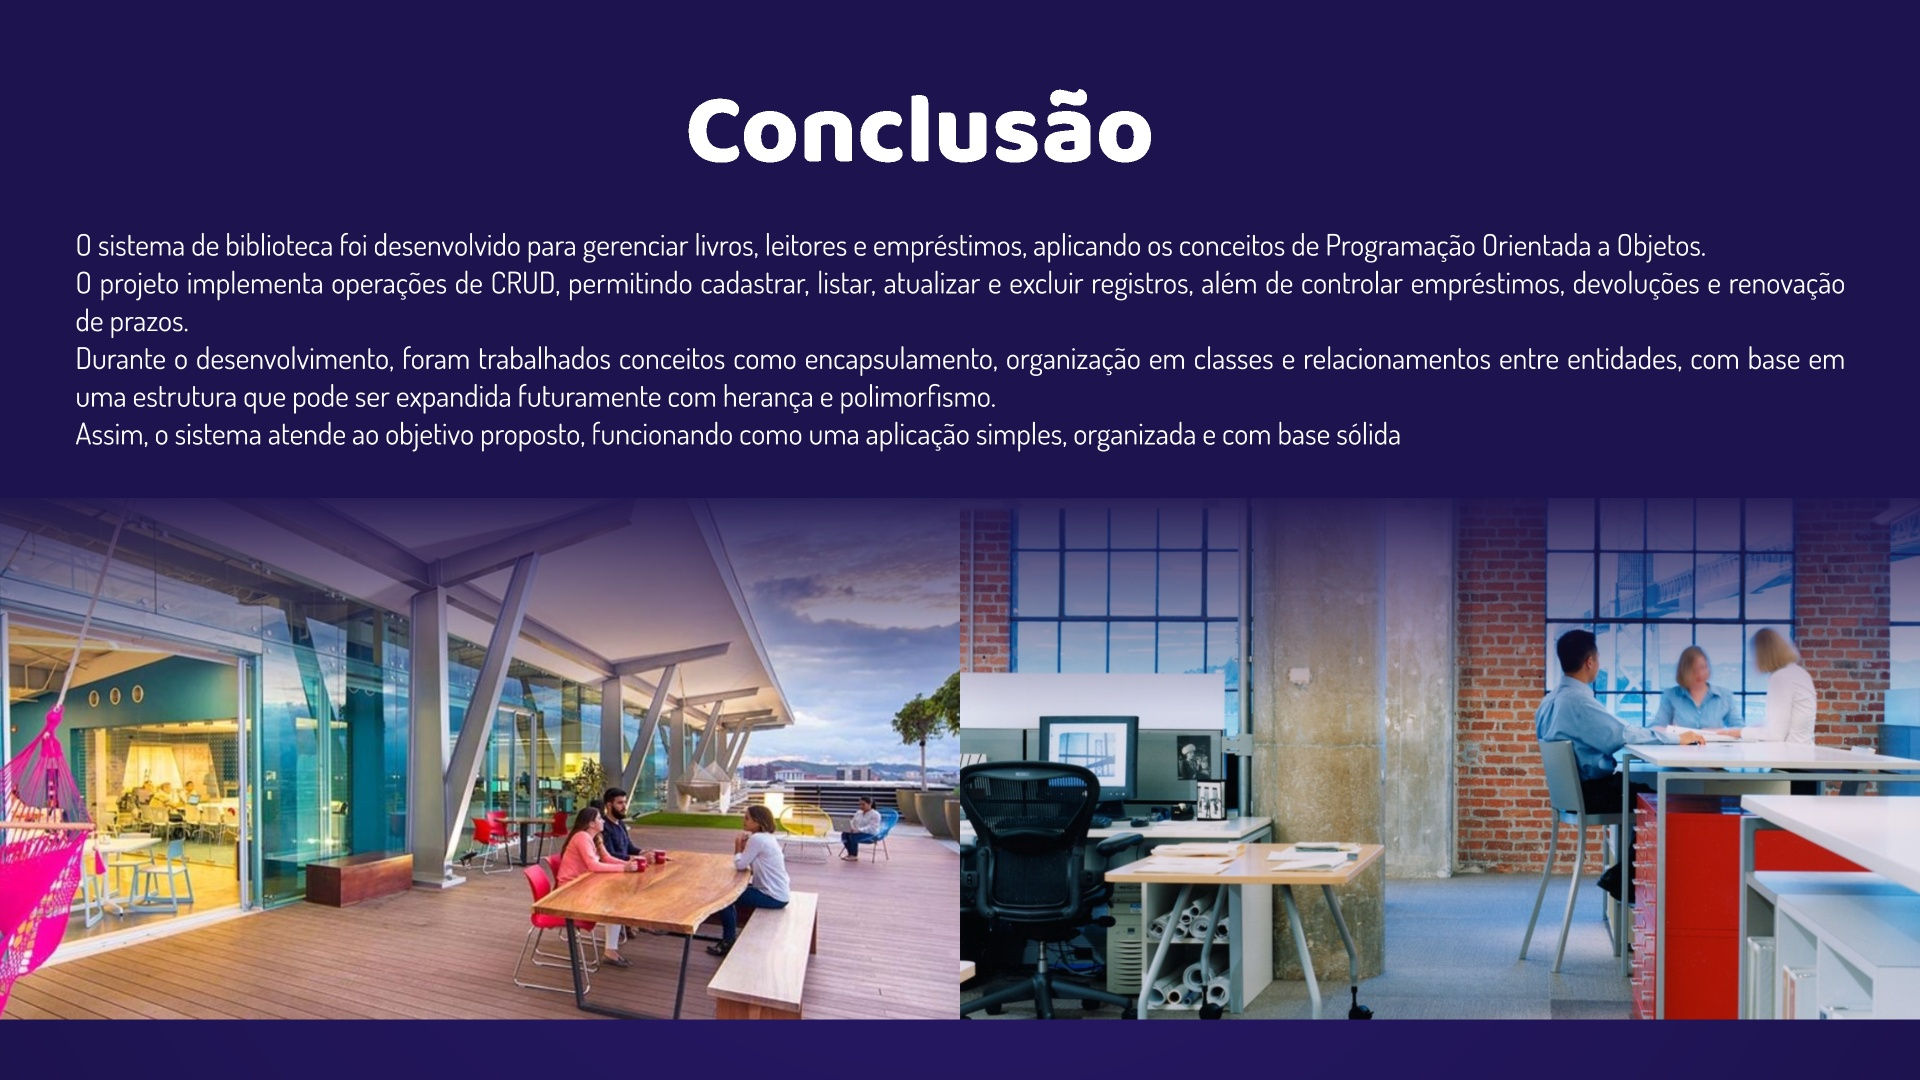 Conclusão
O sistema de biblioteca foi desenvolvido para gerenciar livros, leitores e empréstimos, aplicando os conceitos de Programação Orientada a Objetos.
O projeto implementa operações de CRUD, permitindo cadastrar, listar, atualizar e excluir registros, além de controlar empréstimos, devoluções e renovação
de prazos.
Durante o desenvolvimento, foram trabalhados conceitos como encapsulamento, organização em classes e relacionamentos entre entidades, com base em
uma estrutura que pode ser expandida futuramente com herança e polimorfismo.
Assim, o sistema atende ao objetivo proposto, funcionando como uma aplicação simples, organizada e com base sólida